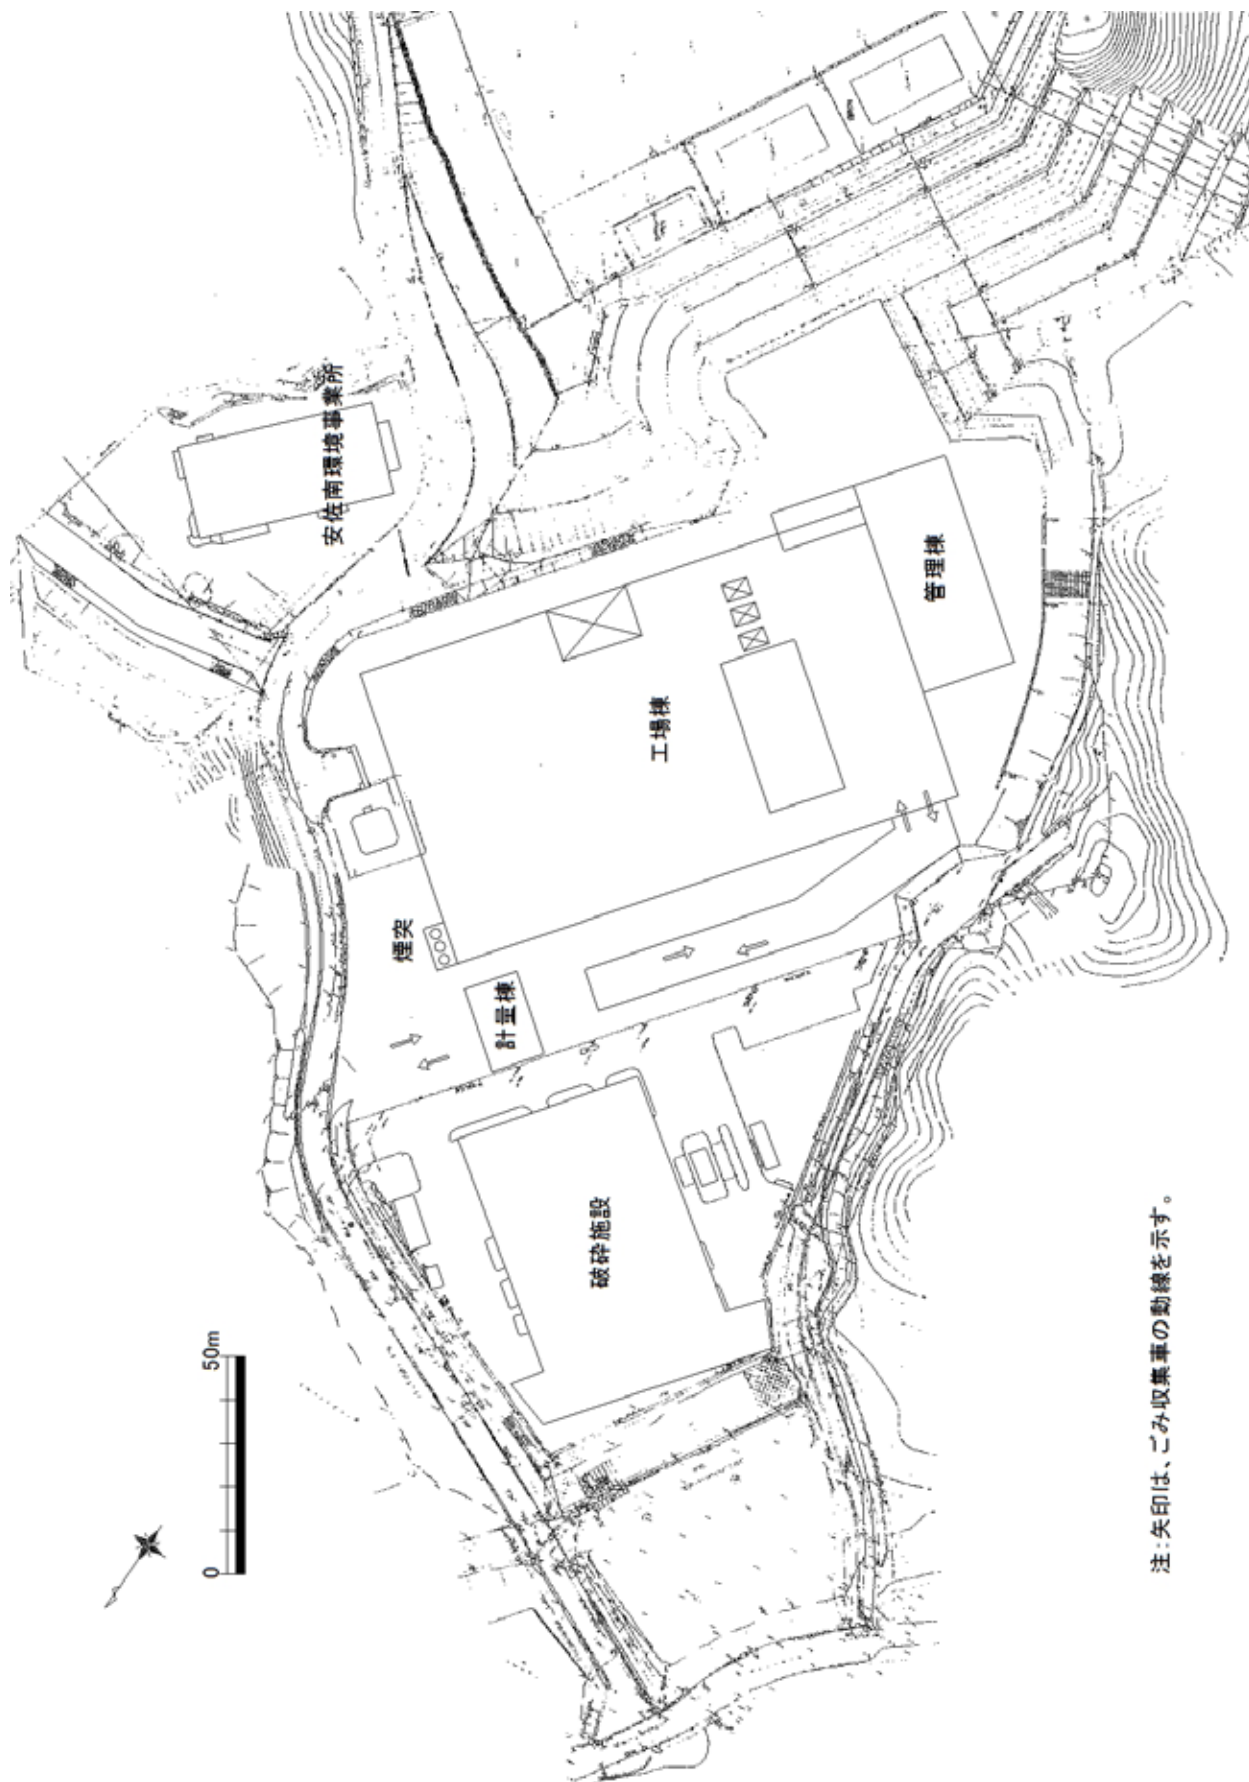 安佐南環境事業所
管理棟
工場棟
煙突
計量棟
破砕施設
0
50m
注:矢印は、ごみ収集車の動線を示す。